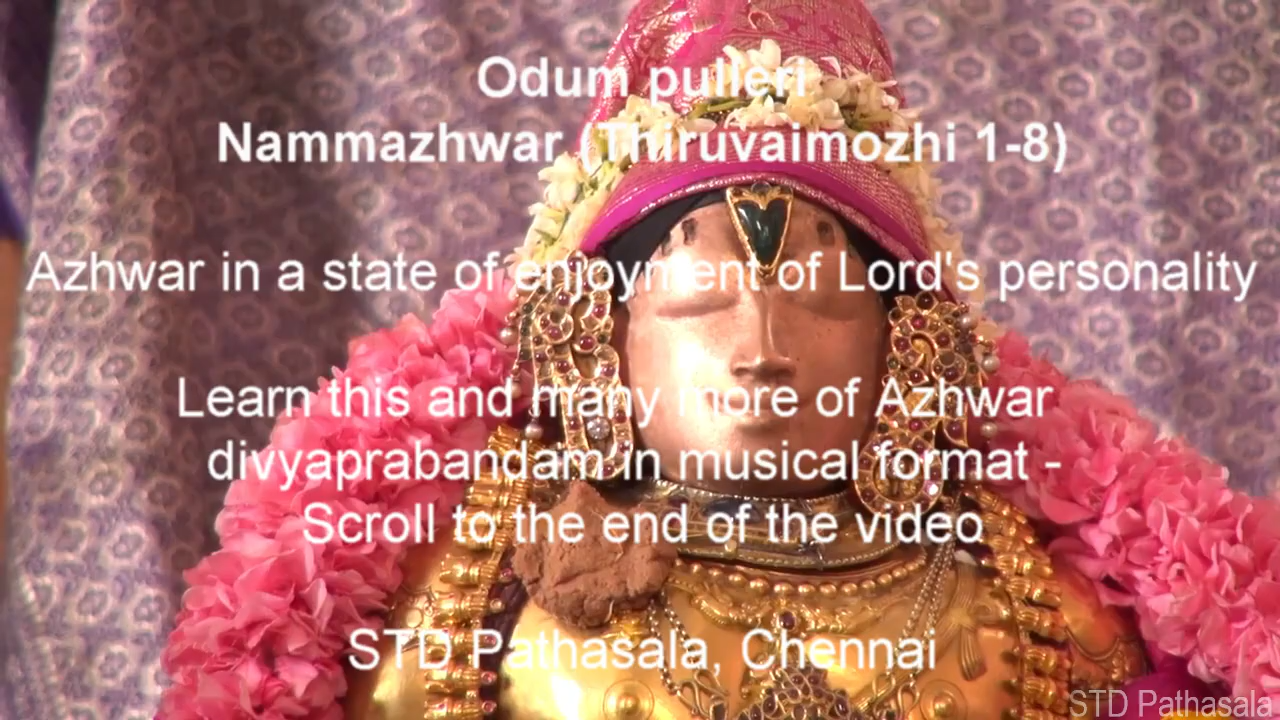 Odum pulleri
Nammazhwar (Thiruvaimozhi 1-8)
Azhwar in a state of enjoyment of Lord's personality
Learn this and many more of Azhwar
divyaprabandam in musical format -
Scroll to the end of the video
STD Pathasala, Chennai
STD Pathasala